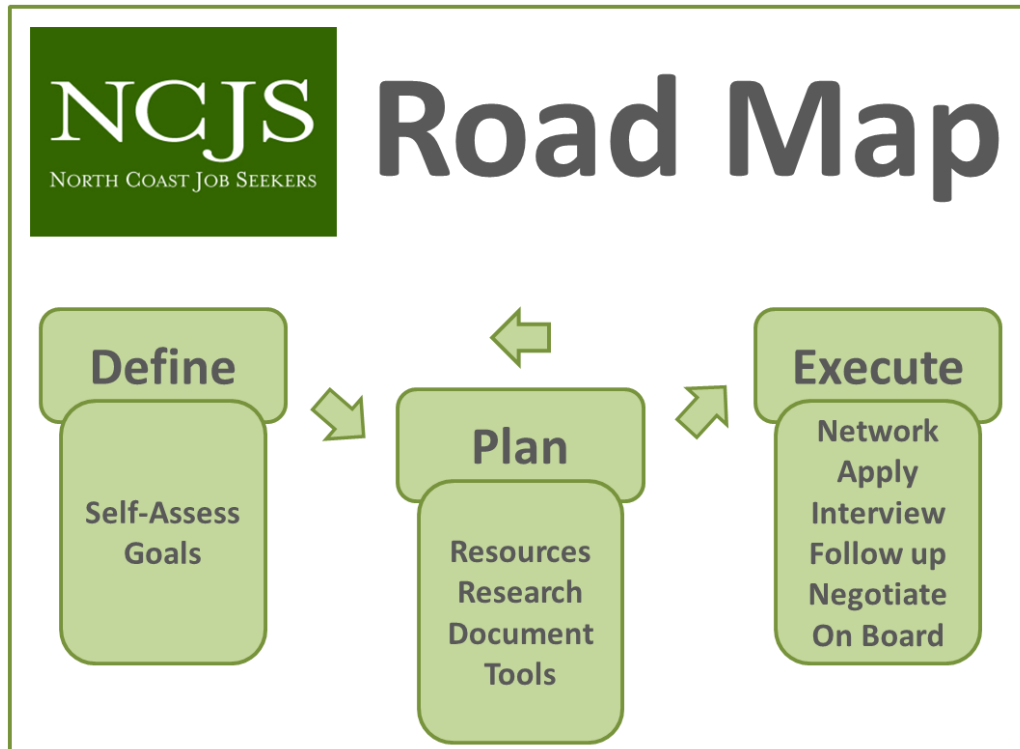 NCJS
NORTH COAST JOB SEEKERS
Road Map
Define
Self-Assess
Goals
Plan
Resources
Research
Document
Tools
Execute
Network
Apply
Interview
Follow up
Negotiate
On Board